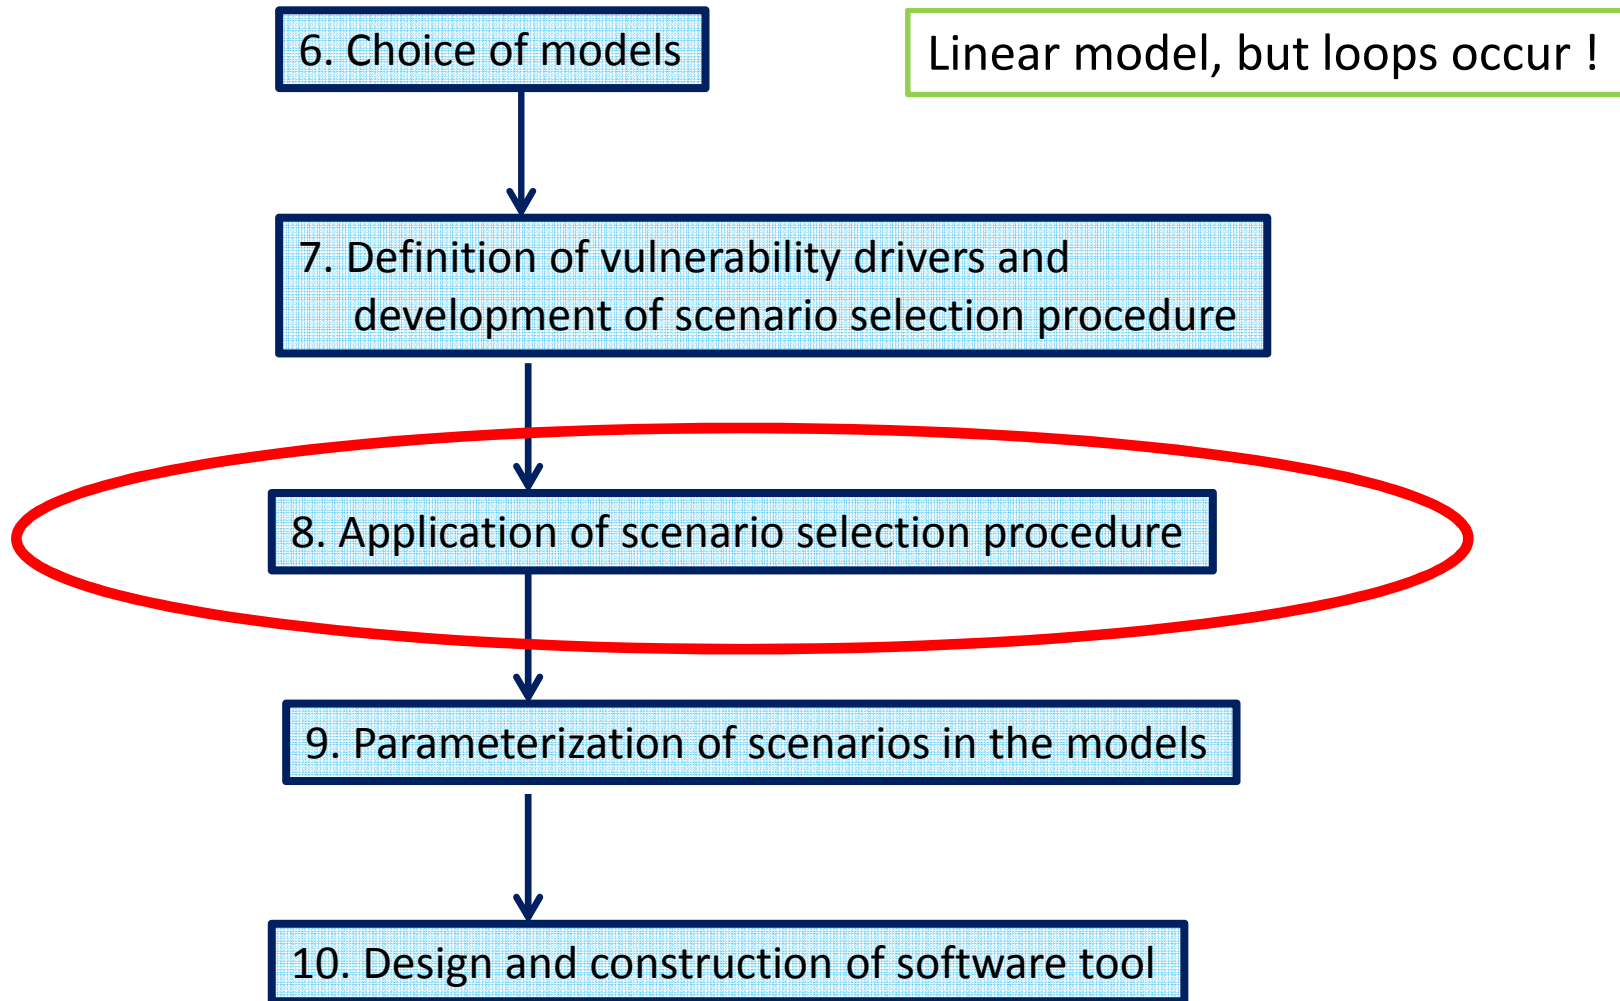 6. Choice of models
Linear model, but loops occur !
7. Definition of vulnerability drivers and
development of scenario selection procedure
8. Application of scenario selection procedure
9. Parameterization of scenarios in the models
10. Design and construction of software tool